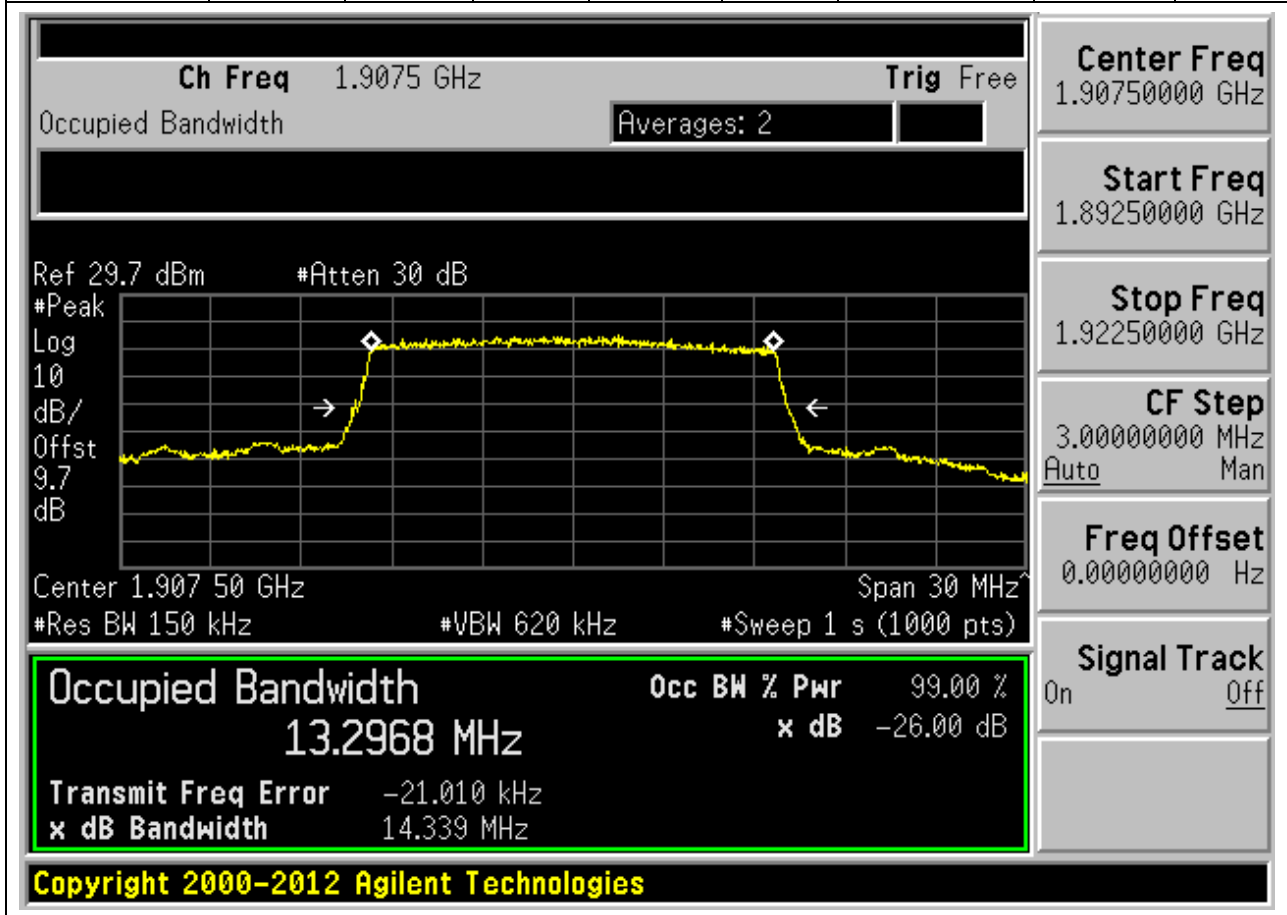 Ch Freq 1.9075 GHz Trig Free
Occupied Bandwidth Averages: 2
Ref 29.7 dBm #Atten 30 dB
#Peak
Log
10
dB/
Offst
9.7
dB
Center 1.907 50 GHz Span 30 MHz^
#Res BW 150 kHz #VBW 620 kHz #Sweep 1 s (1000 pts)
Occupied Bandwidth Occ BW % Pwr 99.00 %
13.2968 MHz x dB -26.00 dB
Transmit Freq Error -21.010 kHz
x dB Bandwidth 14.339 MHz
Copyright 2000-2012 Agilent Technologies
Center Freq
1.90750000 GHz
Start Freq
1.89250000 GHz
Stop Freq
1.92250000 GHz
CF Step
3.00000000 MHz
Auto Man
Freq Offset
0.00000000 Hz
Signal Track
On Off